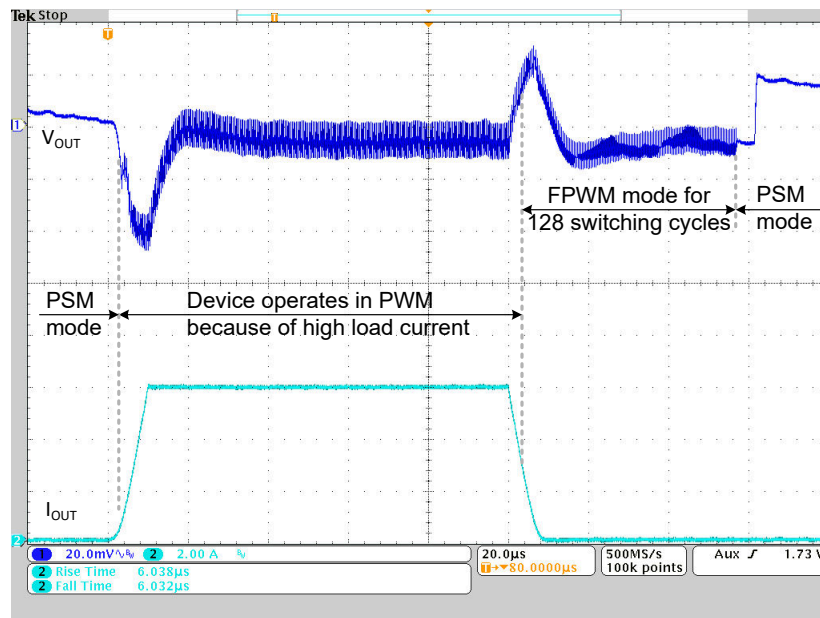 Tek Stop
T
T
1
VOUT
FPWM mode for
128 switching cycles
PSM
mode
PSM
mode
Device operates in PWM
because of high load current
IOUT
2
1 20.0mV∿ BW 2 2.00 A BW
20.0µs
T→▼80.0000µs
500MS/s
100k points
Aux ƒ 1.73 V
2 Rise Time 6.038µs
2 Fall Time 6.032µs